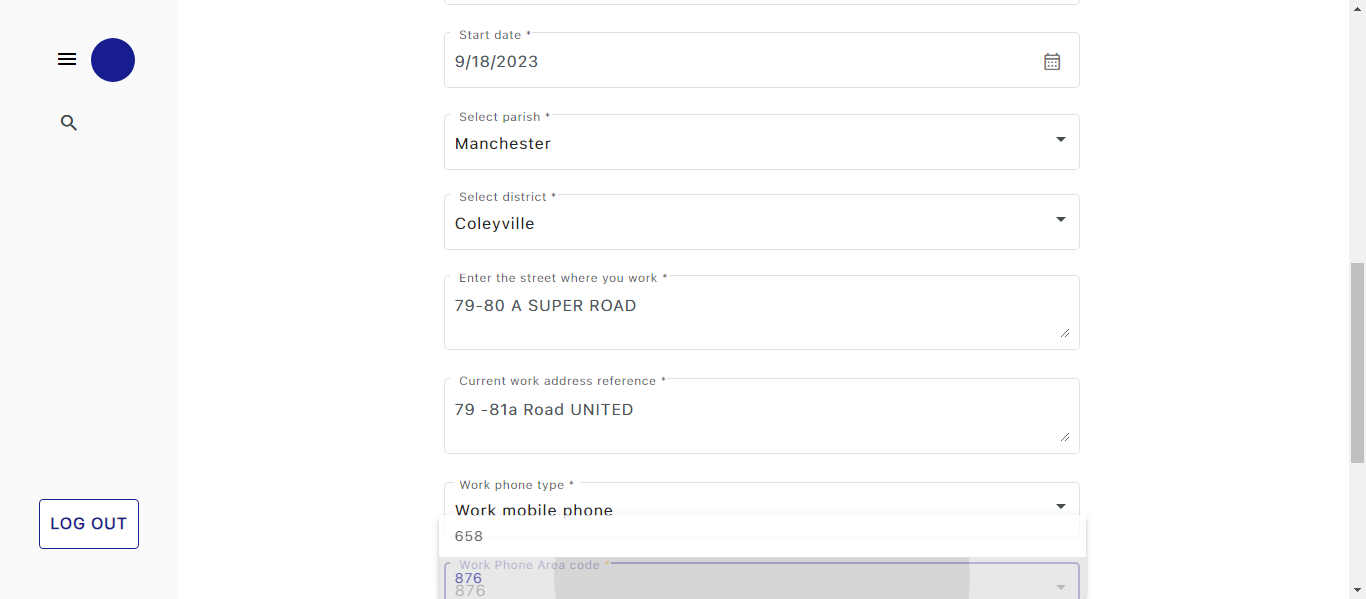 Start date *
9/18/2023
Select parish *
Manchester
Select district *
Coleyville
Enter the street where you work *
79-80 A SUPER ROAD
Current work address reference *
79 -81a Road UNITED
Work phone type *
Work mobile phone
658
Work Phone Area code *
876
876
LOG OUT